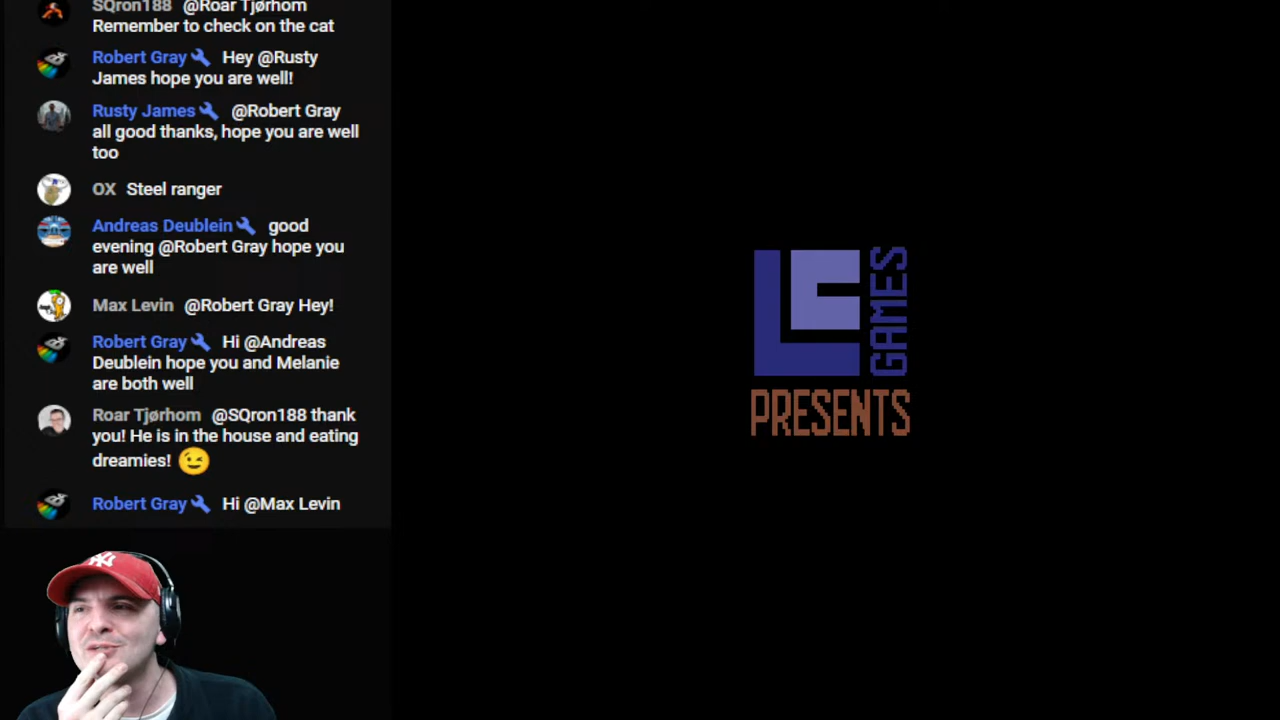 SQron188 @Roar Tjørhom
Remember to check on the cat
Robert Gray Hey @Rusty
James hope you are well!
Rusty James @Robert Gray
all good thanks, hope you are well
too
OX Steel ranger
Andreas Deublein good
evening @Robert Gray hope you
are well
Max Levin @Robert Gray Hey!
Robert Gray Hi @Andreas
Deublein hope you and Melanie
are both well
Roar Tjørhom @SQron188 thank
you! He is in the house and eating
dreamies! 😉
Robert Gray Hi @Max Levin
GAMES
PRESENTS
NY